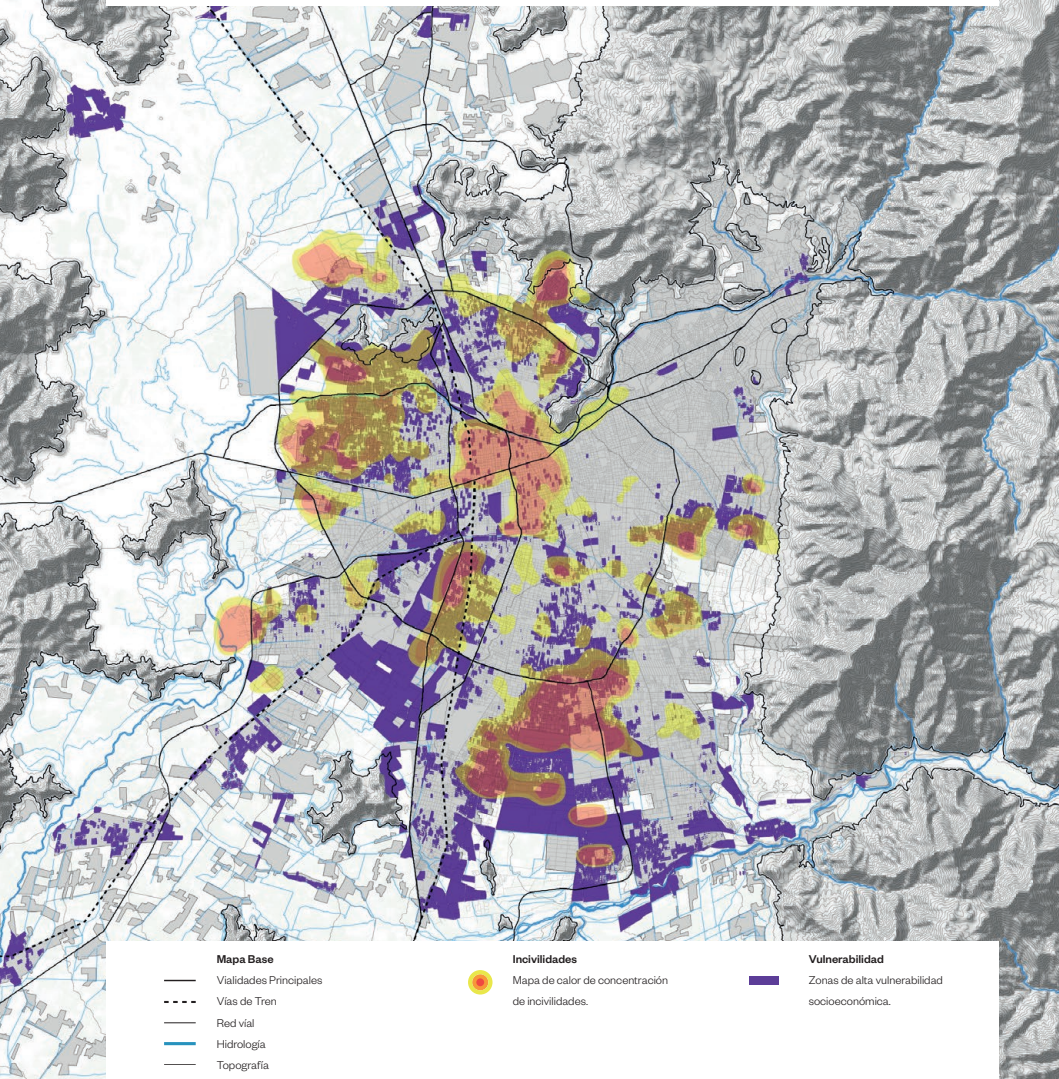 Mapa Base
Vialidades Principales
Vías de Tren
Red víal
Hidrología
Topografía
Incivilidades
Mapa de calor de concentración
de incivilidades.
Vulnerabilidad
Zonas de alta vulnerabilidad
socioeconómica.